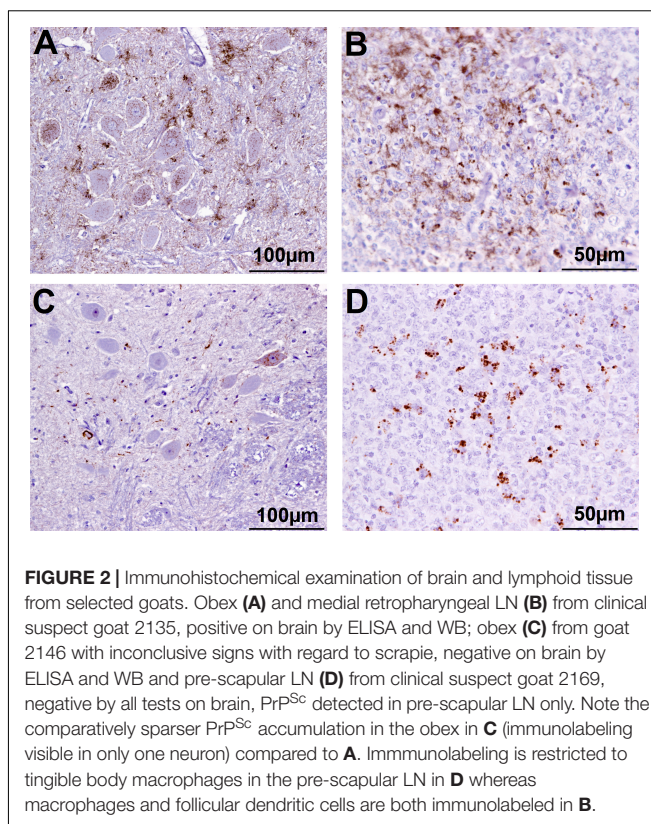 A
B
100µm
50µm
C
D
100µm
50µm
FIGURE 2 | Immunohistochemical examination of brain and lymphoid tissue
from selected goats. Obex (A) and medial retropharyngeal LN (B) from clinical
suspect goat 2135, positive on brain by ELISA and WB; obex (C) from goat
2146 with inconclusive signs with regard to scrapie, negative on brain by
ELISA and WB and pre-scapular LN (D) from clinical suspect goat 2169,
negative by all tests on brain, PrPSc detected in pre-scapular LN only. Note the
comparatively sparser PrPSc accumulation in the obex in C (immunolabeling
visible in only one neuron) compared to A. Immmunolabeling is restricted to
tingible body macrophages in the pre-scapular LN in D whereas
macrophages and follicular dendritic cells are both immunolabeled in B.